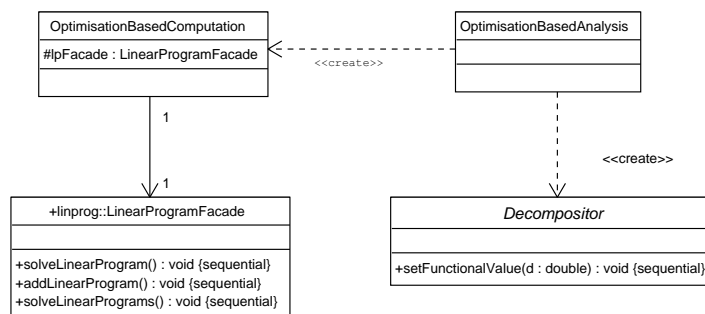 OptimisationBasedComputation
#lpFacade : LinearProgramFacade
OptimisationBasedAnalysis
<<create>>
1
1
<<create>>
+linprog::LinearProgramFacade
+solveLinearProgram() : void {sequential}
+addLinearProgram() : void {sequential}
+solveLinearPrograms() : void {sequential}
Decompositor
+setFunctionalValue(d : double) : void {sequential}